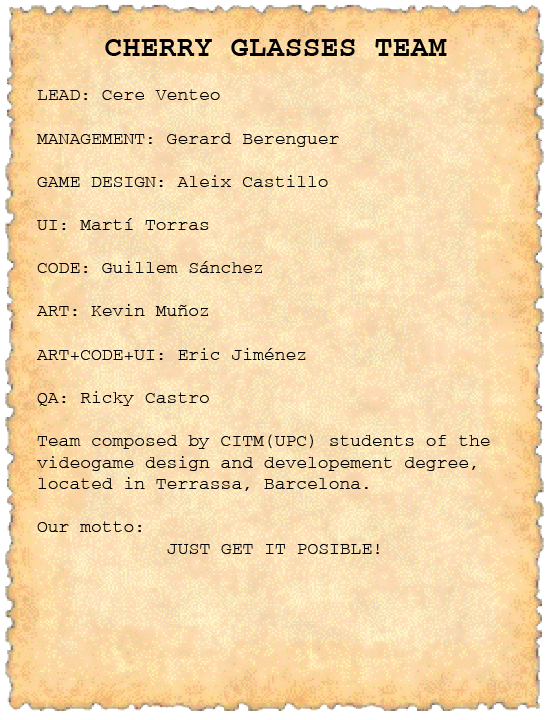 CHERRY GLASSES TEAM
LEAD: Cere Venteo
MANAGEMENT: Gerard Berenguer
GAME DESIGN: Aleix Castillo
UI: Martí Torras
CODE: Guillem Sánchez
ART: Kevin Muñoz
ART+CODE+UI: Eric Jiménez
QA: Ricky Castro
Team composed by CITM(UPC) students of the
videogame design and developement degree,
located in Terrassa, Barcelona.
Our motto:
JUST GET IT POSIBLE!